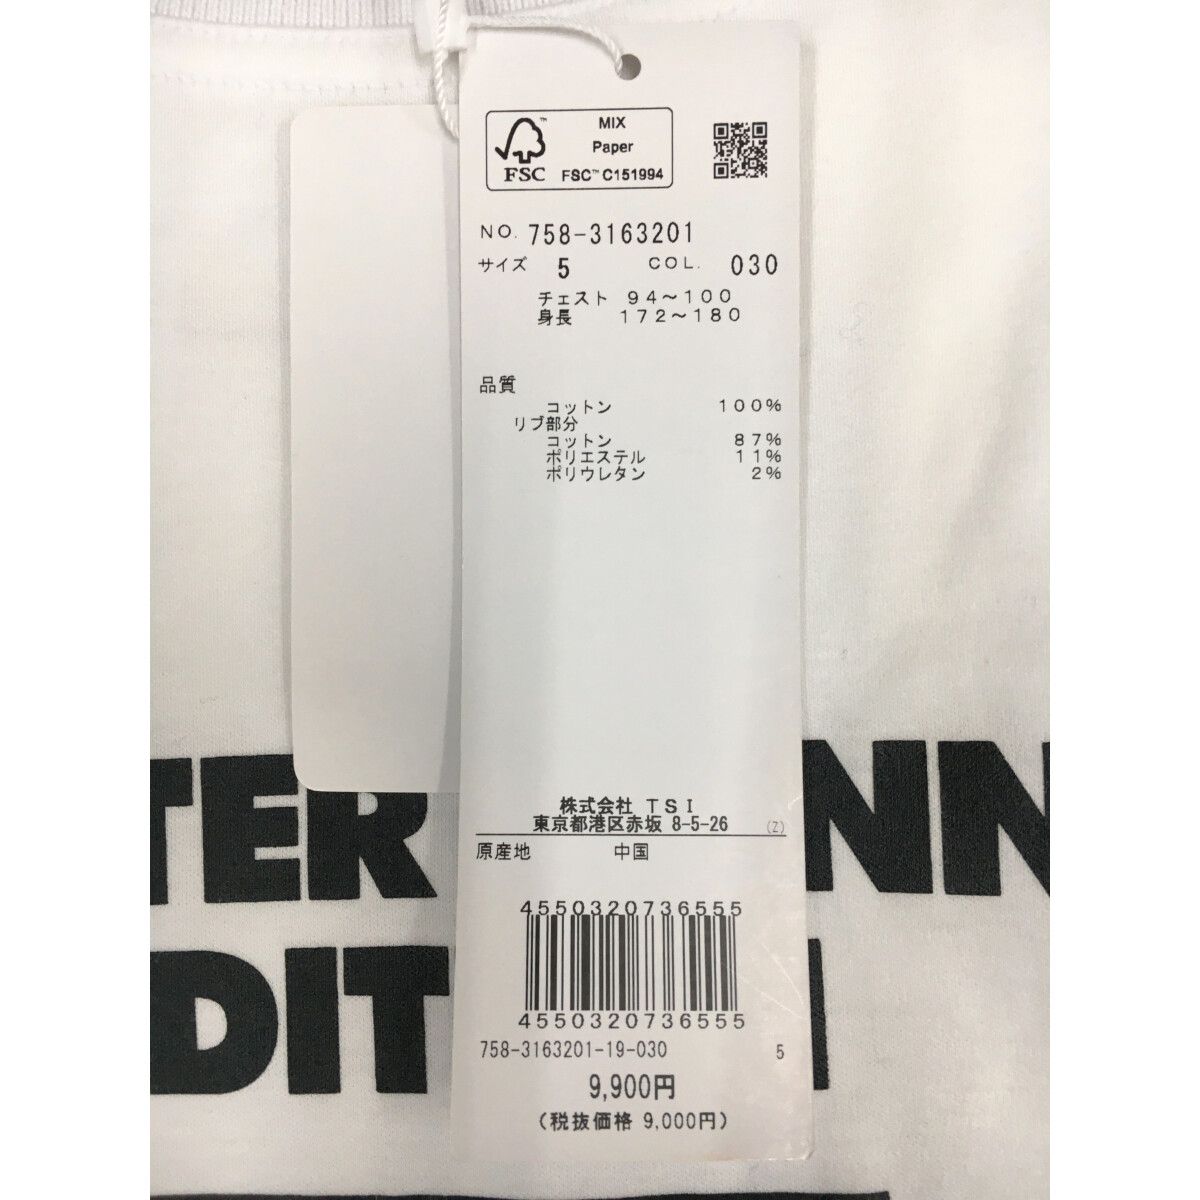 MIX
Paper
FSC™ C151994
™
FSC
NO. 758-3163201
サイズ 5 COL. 030
チェスト 94～100
身長 172～180
品質
コットン 100%
リブ部分
コットン 87%
ポリエステル 11%
ポリウレタン 2%
株式会社 TSI
東京都港区赤坂 8-5-26 (Z)
原産地 中国
4550320736555
4550320736555
758-3163201-19-030 5
9,900円
(税抜価格 9,000円)
TER NN
DIT